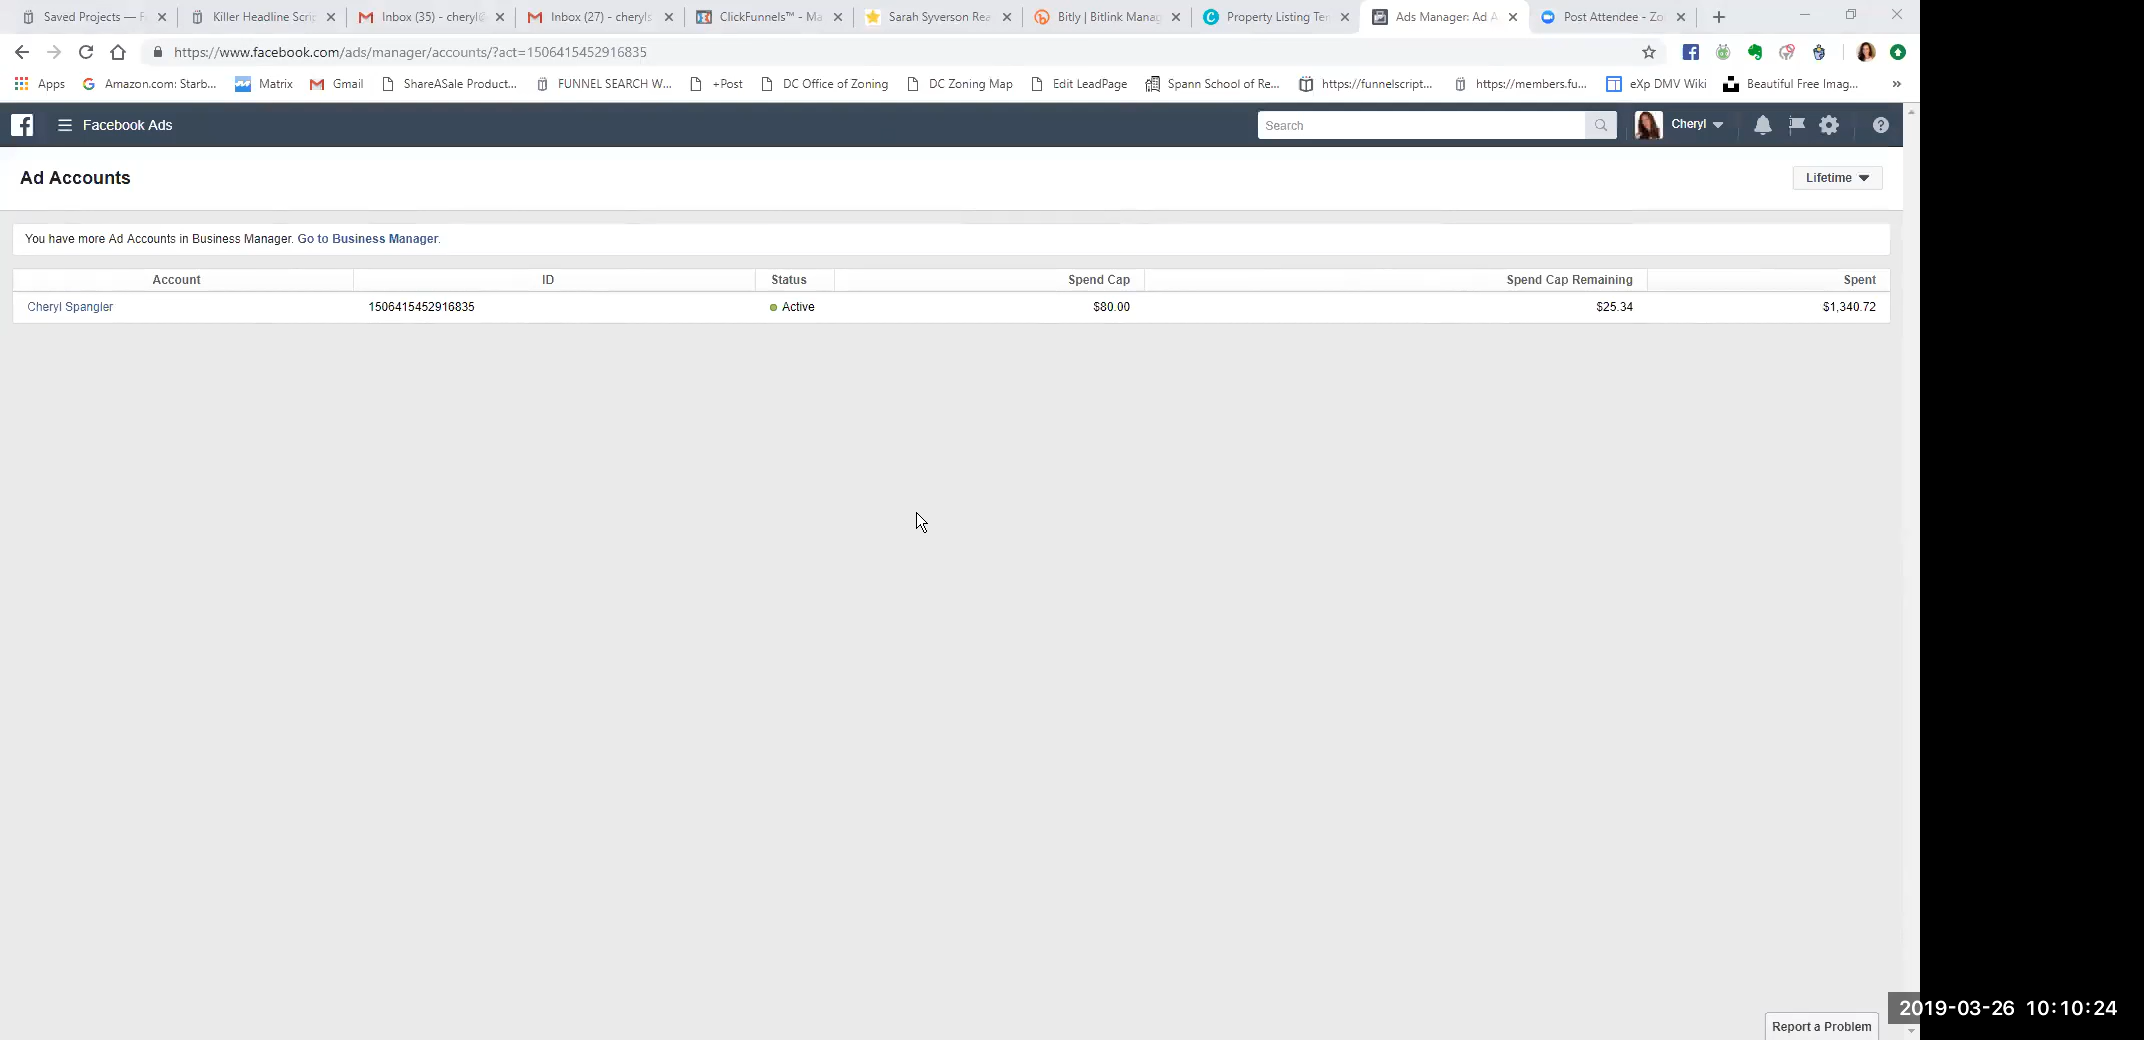 Saved Projects — F Killer Headline Scrip Inbox (35) - cheryl@ Inbox (27) - cheryls ClickFunnels™ - Ma Sarah Syverson Rea Bitly | Bitlink Manag Property Listing Ter Ads Manager: Ad A Post Attendee - Zo
https://www.facebook.com/ads/manager/accounts/?act=1506415452916835
Apps Amazon.com: Starb... Matrix Gmail ShareASale Product... FUNNEL SEARCH W... +Post DC Office of Zoning DC Zoning Map Edit LeadPage Spann School of Re... https://funnelscript... https://members.fu... eXp DMV Wiki Beautiful Free Imag... »
Facebook Ads Search Cheryl
Ad Accounts Lifetime
You have more Ad Accounts in Business Manager. Go to Business Manager.
Account ID Status Spend Cap Spend Cap Remaining Spent
Cheryl Spangler 1506415452916835 Active $80.00 $25.34 $1,340.72
2019-03-26 10:10:24
Report a Problem